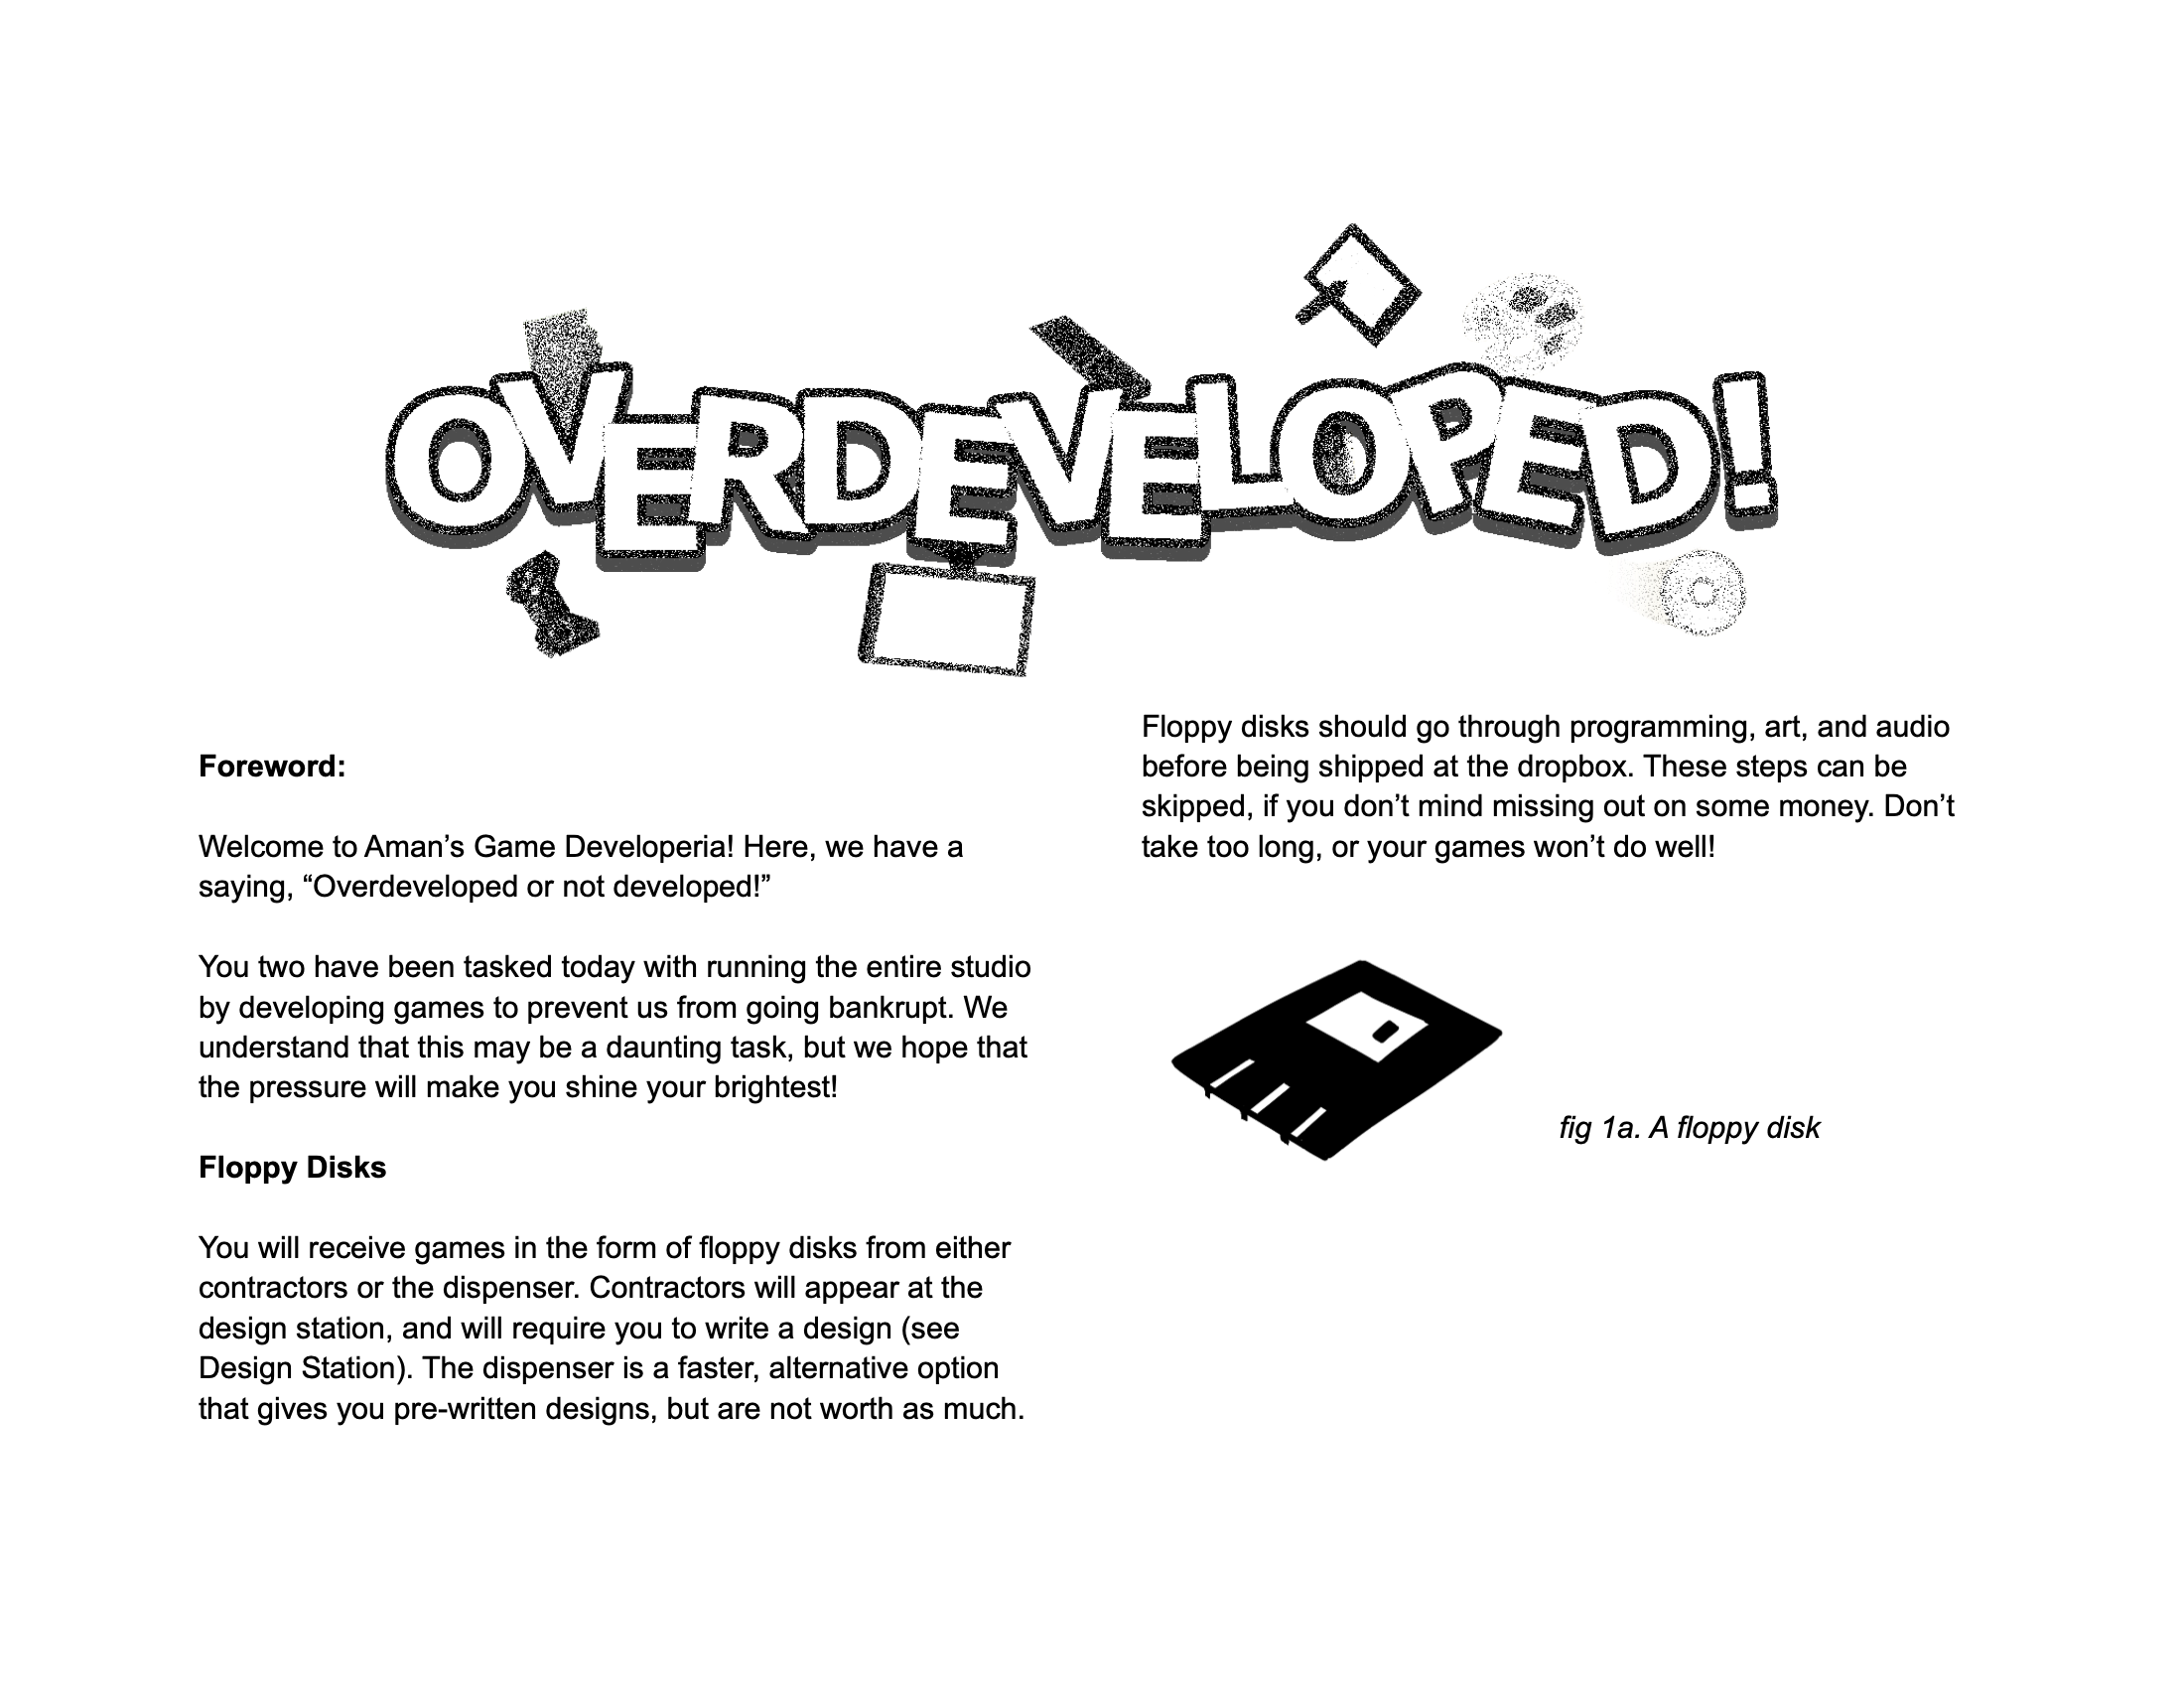 OVERDEVELOPED!
Foreword:
Welcome to Aman’s Game Developeria! Here, we have a
saying, “Overdeveloped or not developed!”
You two have been tasked today with running the entire studio
by developing games to prevent us from going bankrupt. We
understand that this may be a daunting task, but we hope that
the pressure will make you shine your brightest!
Floppy Disks
You will receive games in the form of floppy disks from either
contractors or the dispenser. Contractors will appear at the
design station, and will require you to write a design (see
Design Station). The dispenser is a faster, alternative option
that gives you pre-written designs, but are not worth as much.
Floppy disks should go through programming, art, and audio
before being shipped at the dropbox. These steps can be
skipped, if you don’t mind missing out on some money. Don’t
take too long, or your games won’t do well!
fig 1a. A floppy disk